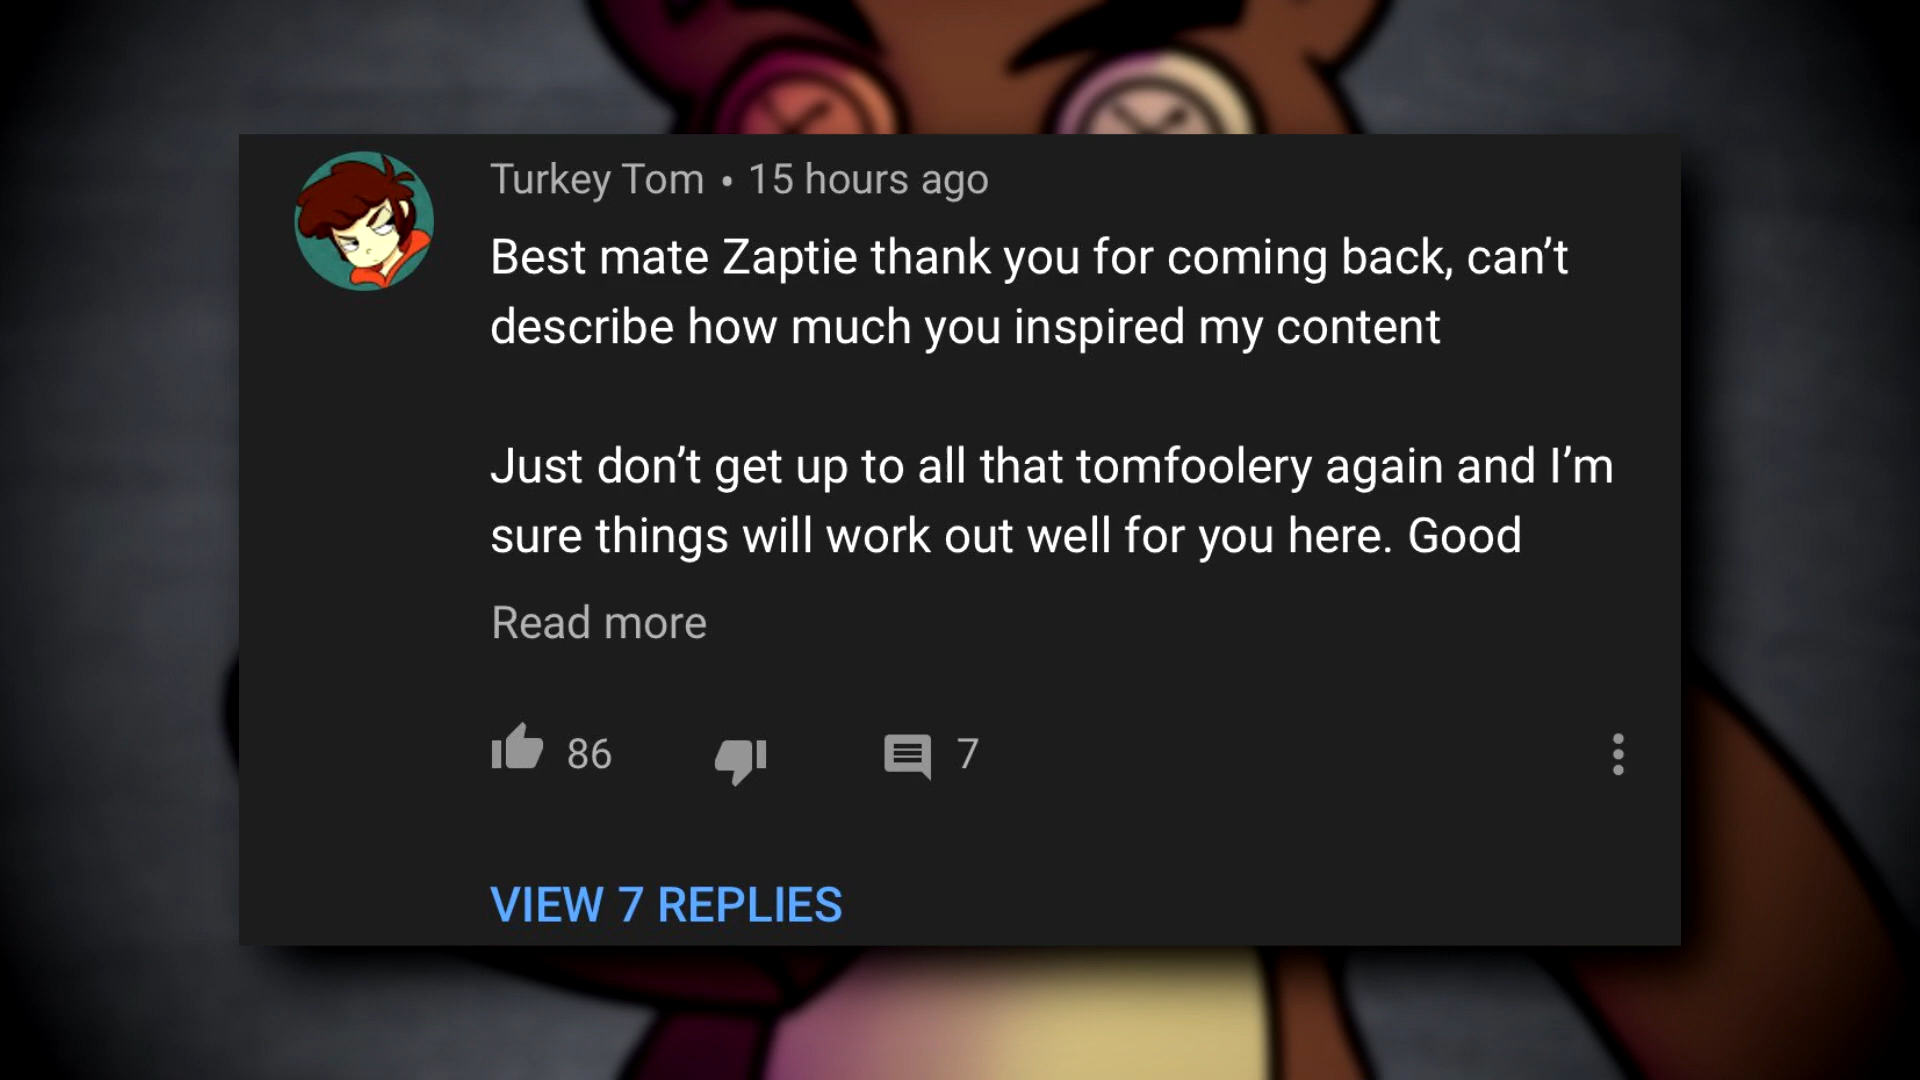 Turkey Tom • 15 hours ago
Best mate Zaptie thank you for coming back, can’t
describe how much you inspired my content
Just don’t get up to all that tomfoolery again and I’m
sure things will work out well for you here. Good
Read more
86
7
VIEW 7 REPLIES